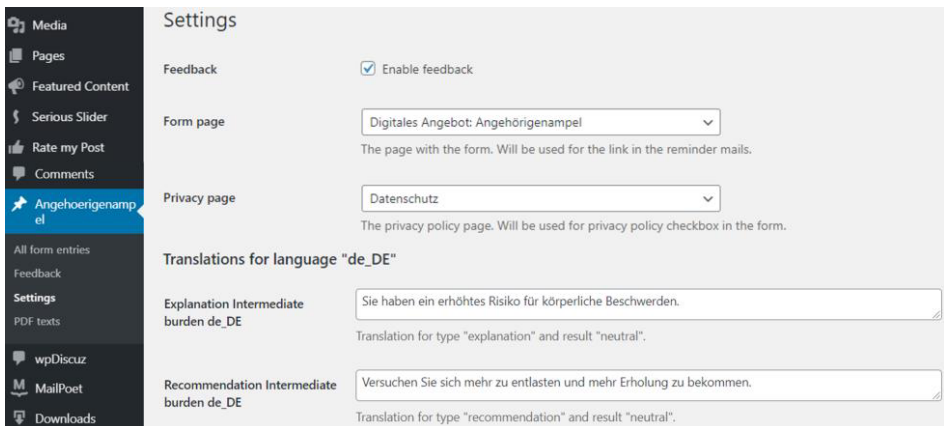 Media
Pages
Featured Content
Serious Slider
Rate my Post
Comments
Angehoerigenamp
el
All form entries
Feedback
Settings
PDF texts
wpDiscuz
MailPoet
Downloads
Settings
Feedback
Enable feedback
Form page
Digitales Angebot: Angehörigenampel
The page with the form. Will be used for the link in the reminder mails.
Privacy page
Datenschutz
The privacy policy page. Will be used for privacy policy checkbox in the form.
Translations for language "de_DE"
Explanation Intermediate
burden de_DE
Sie haben ein erhöhtes Risiko für körperliche Beschwerden.
Translation for type "explanation" and result "neutral".
Recommendation Intermediate
burden de_DE
Versuchen Sie sich mehr zu entlasten und mehr Erholung zu bekommen.
Translation for type "recommendation" and result "neutral".